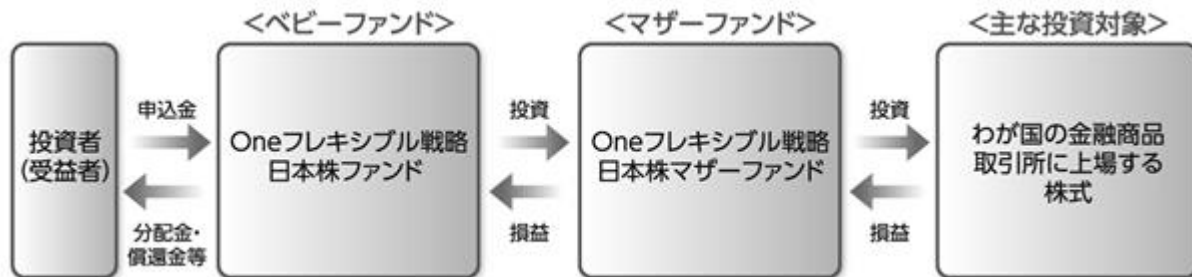 <ベビーファンド>
<マザーファンド>
<主な投資対象>
投資者
(受益者)
申込金
分配金・
償還金等
Oneフレキシブル戦略
日本株ファンド
投資
損益
Oneフレキシブル戦略
日本株マザーファンド
投資
損益
わが国の金融商品
取引所に上場する
株式